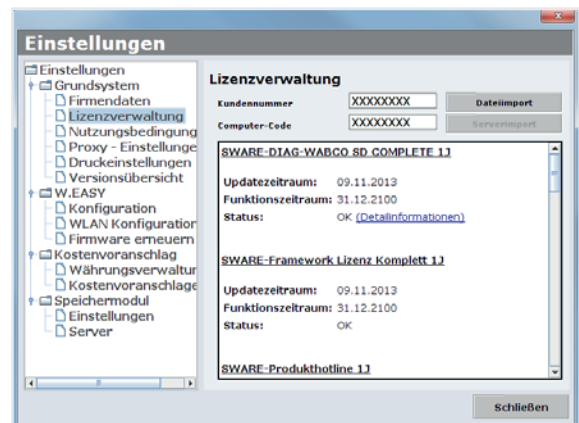 Einstellungen
Einstellungen
Grundsystem
Firmendaten
Lizenzverwaltung
Nutzungsbedingung
Proxy - Einstellunge
Druckeinstellungen
Versionsübersicht
W.EASY
Konfiguration
WLAN Konfiguration
Firmware erneuern
Kostenvoranschlag
Währungsverwaltur
Kostenvoranschlage
Speichermodul
Einstellungen
Server
Lizenzverwaltung
Kundennummer XXXXXXXX Dateiimport
Computer-Code XXXXXXXX Serverimport
SWARE-DIAG-WABCO SD COMPLETE 1J
Updatezeitraum: 09.11.2013
Funktionszeitraum: 31.12.2100
Status: OK (Detailinformationen)
SWARE-Framework Lizenz Komplett 1J
Updatezeitraum: 09.11.2013
Funktionszeitraum: 31.12.2100
Status: OK
SWARE-Produkthotline 1J
Schließen